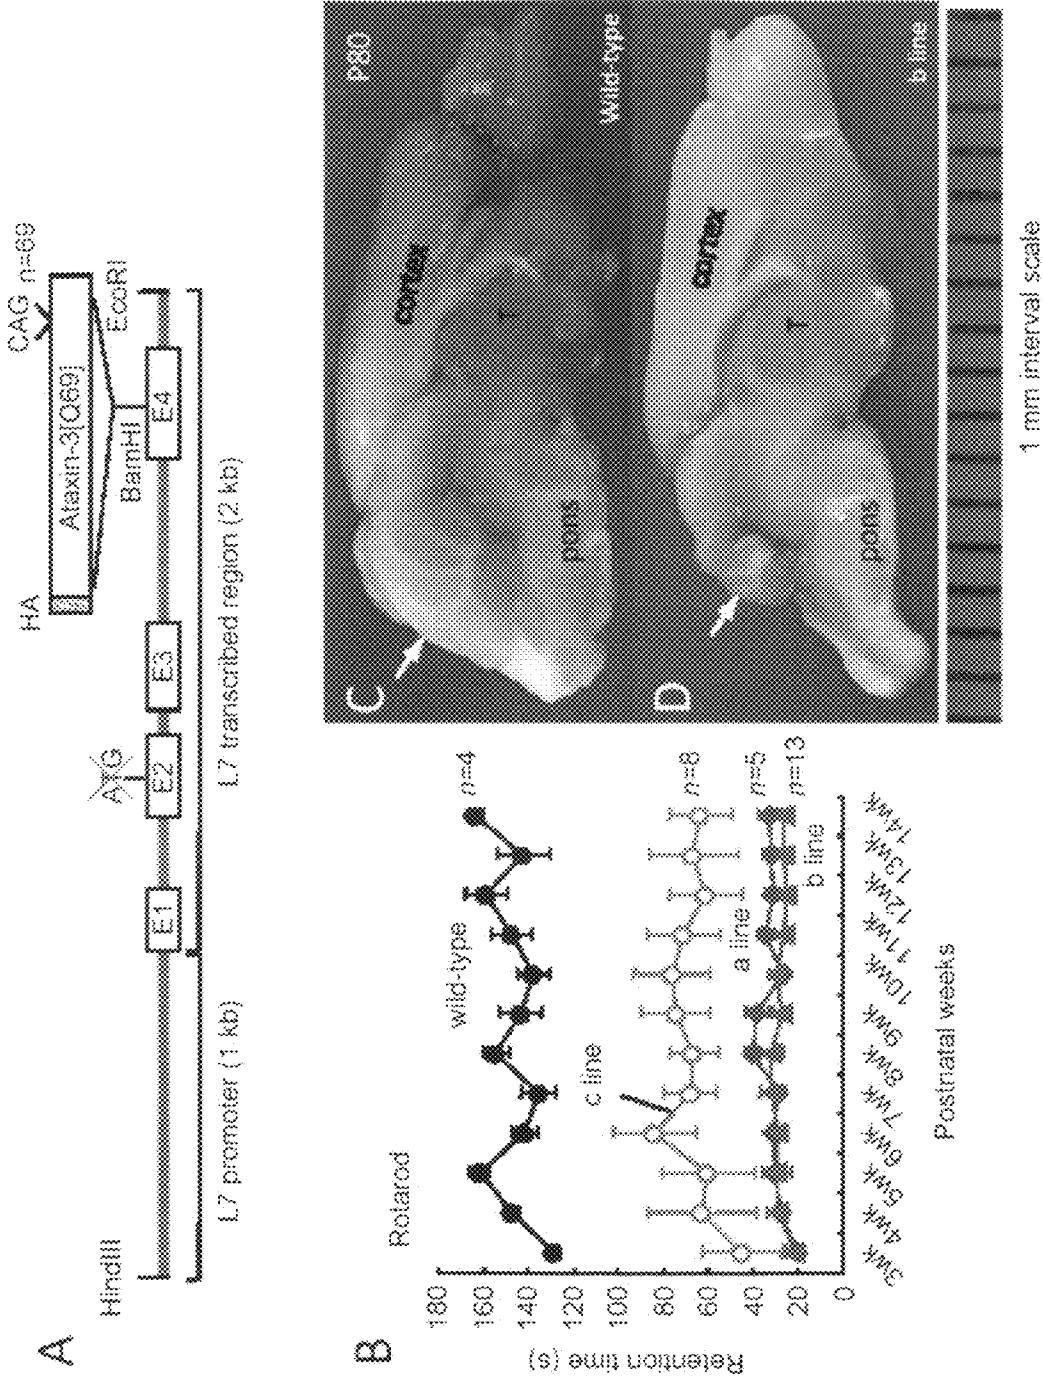 A
HindIII
L7 promoter (1 kb)
E1
ATG
E2
E3
E4
L7 transcribed region (2 kb)
HA
Ataxin-3[Q69]
CAG n=69
BamHI
EcoRI
B
Rotarod
Retention time (s)
180
160
140
120
100
80
60
40
20
0
wild-type
c line
a line
b line
n=4
n=8
n=5
n=13
3wk 4wk 5wk 6wk 7wk 8wk 9wk 10wk 11wk 12wk 13wk 14wk
Postnatal weeks
C
P80
cortex
T
pons
Wild-type
D
cortex
T
pons
b line
1 mm interval scale